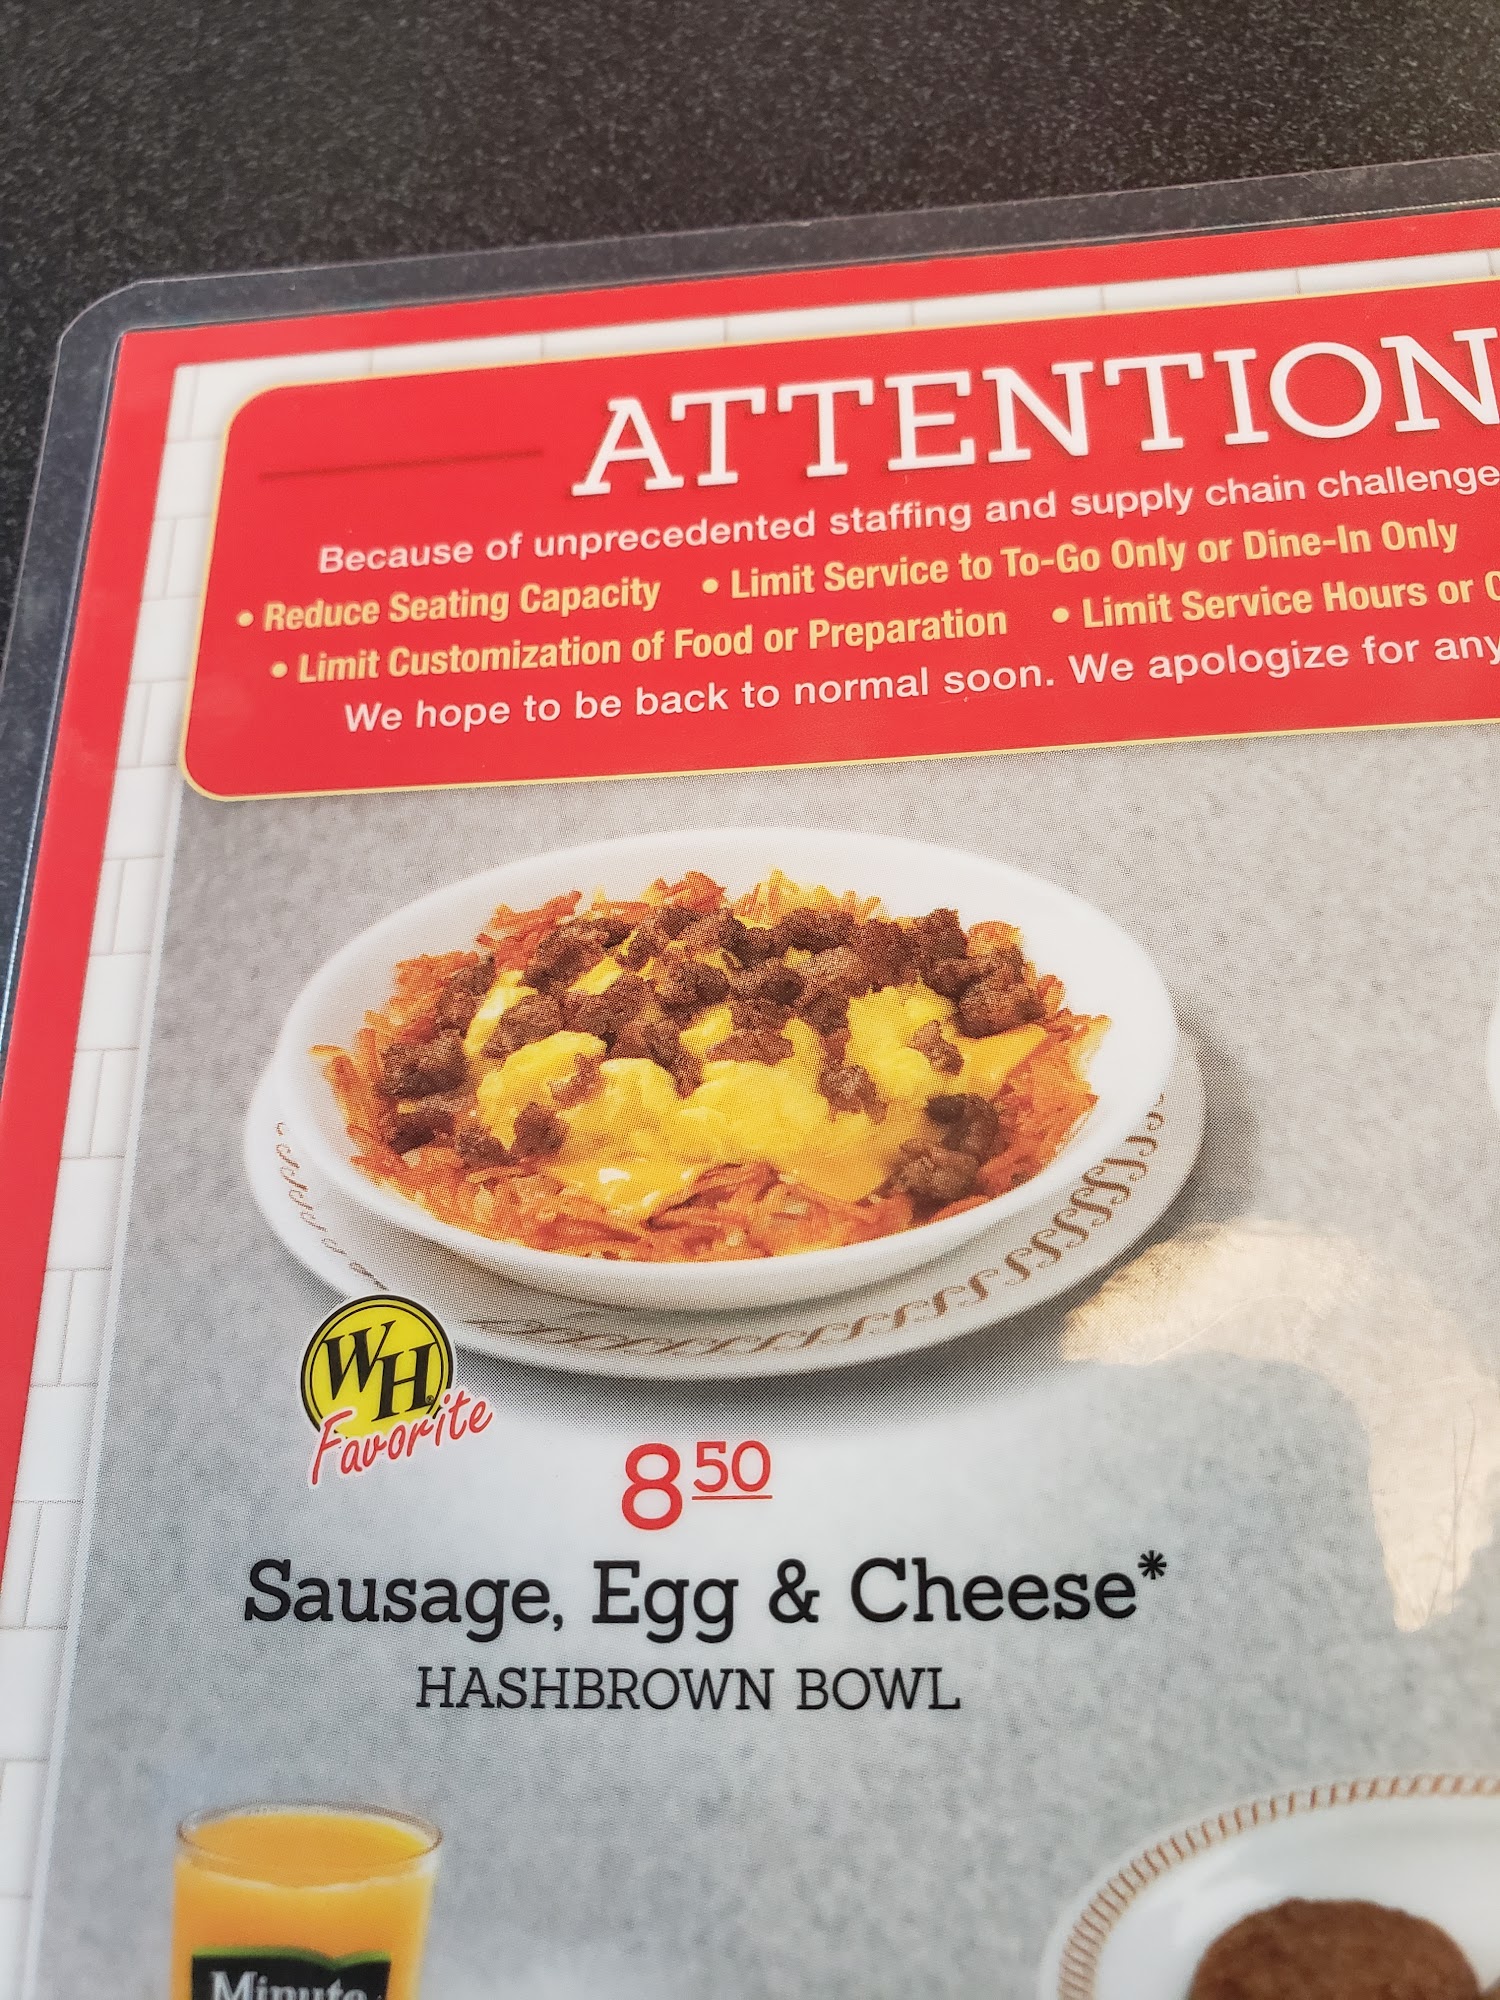 ATTENTION
Because of unprecedented staffing and supply chain challenge
• Reduce Seating Capacity • Limit Service to To-Go Only or Dine-In Only
• Limit Customization of Food or Preparation • Limit Service Hours or
We hope to be back to normal soon. We apologize for any
WH
Favorite
8 50
Sausage, Egg & Cheese*
HASHBROWN BOWL
Minute